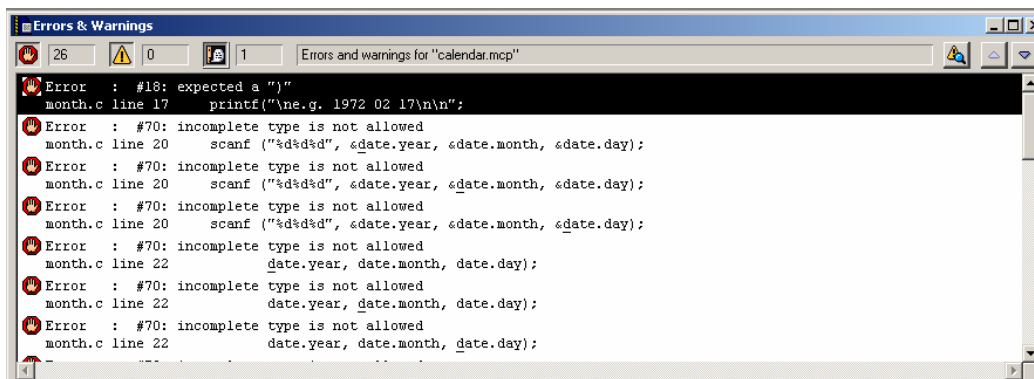 Errors & Warnings
26 0 1 Errors and warnings for "calendar.mcp"
Error : #18: expected a ")"
month.c line 17 printf("\ne.g. 1972 02 17\n\n";
Error : #70: incomplete type is not allowed
month.c line 20 scanf ("%d%d%d", &date.year, &date.month, &date.day);
Error : #70: incomplete type is not allowed
month.c line 20 scanf ("%d%d%d", &date.year, &date.month, &date.day);
Error : #70: incomplete type is not allowed
month.c line 20 scanf ("%d%d%d", &date.year, &date.month, &date.day);
Error : #70: incomplete type is not allowed
month.c line 22 date.year, date.month, date.day);
Error : #70: incomplete type is not allowed
month.c line 22 date.year, date.month, date.day);
Error : #70: incomplete type is not allowed
month.c line 22 date.year, date.month, date.day);